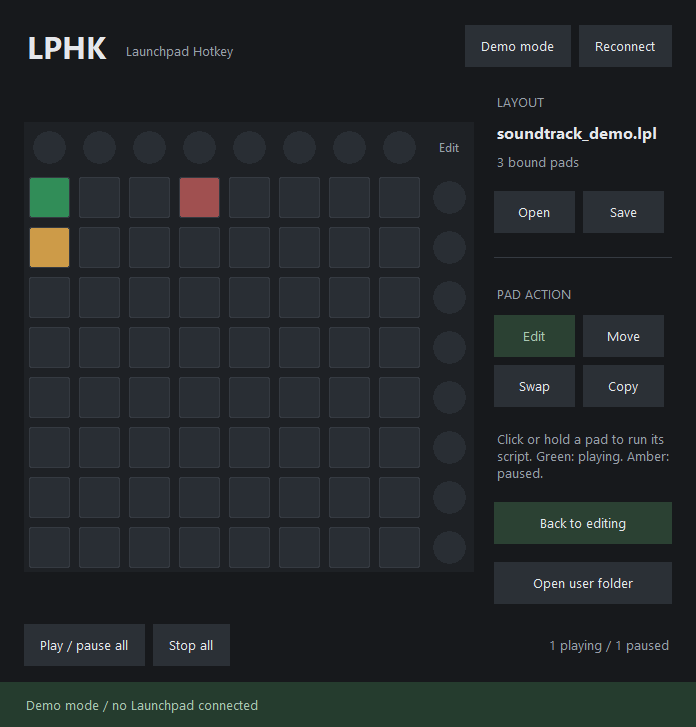 LPHK
Launchpad Hotkey
Demo mode
Reconnect
LAYOUT
soundtrack_demo.lpl
3 bound pads
Open
Save
Edit
PAD ACTION
Edit
Move
Swap
Copy
Click or hold a pad to run its
script. Green: playing. Amber:
paused.
Back to editing
Open user folder
Play / pause all
Stop all
1 playing / 1 paused
Demo mode / no Launchpad connected